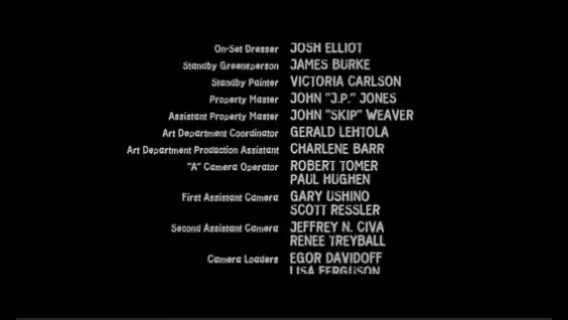 On-Set Dresser JOSH ELLIOT
Standby Greensperson JAMES BURKE
Standby Painter VICTORIA CARLSON
Property Master JOHN "J.P." JONES
Assistant Property Master JOHN "SKIP" WEAVER
Art Department Coordinator GERALD LEHTOLA
Art Department Production Assistant CHARLENE BARR
"A" Camera Operator ROBERT TOMER
PAUL HUGHEN
First Assistant Camera GARY USHINO
SCOTT RESSLER
Second Assistant Camera JEFFREY N. CIVA
RENEE TREYBALL
Camera Loaders EGOR DAVIDOFF
LISA FERGUSON